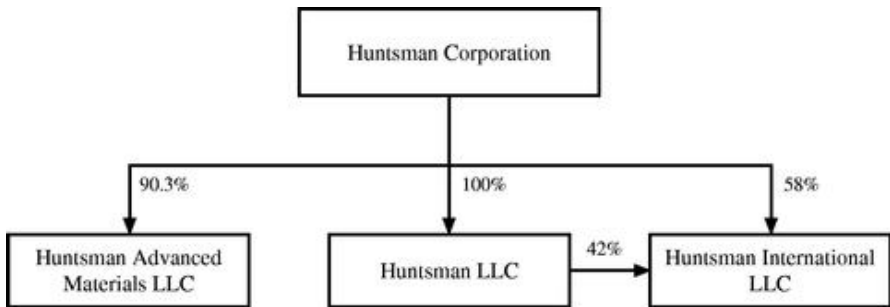 Huntsman Corporation
90.3%
100%
58%
Huntsman Advanced
Materials LLC
Huntsman LLC
42%
Huntsman International
LLC